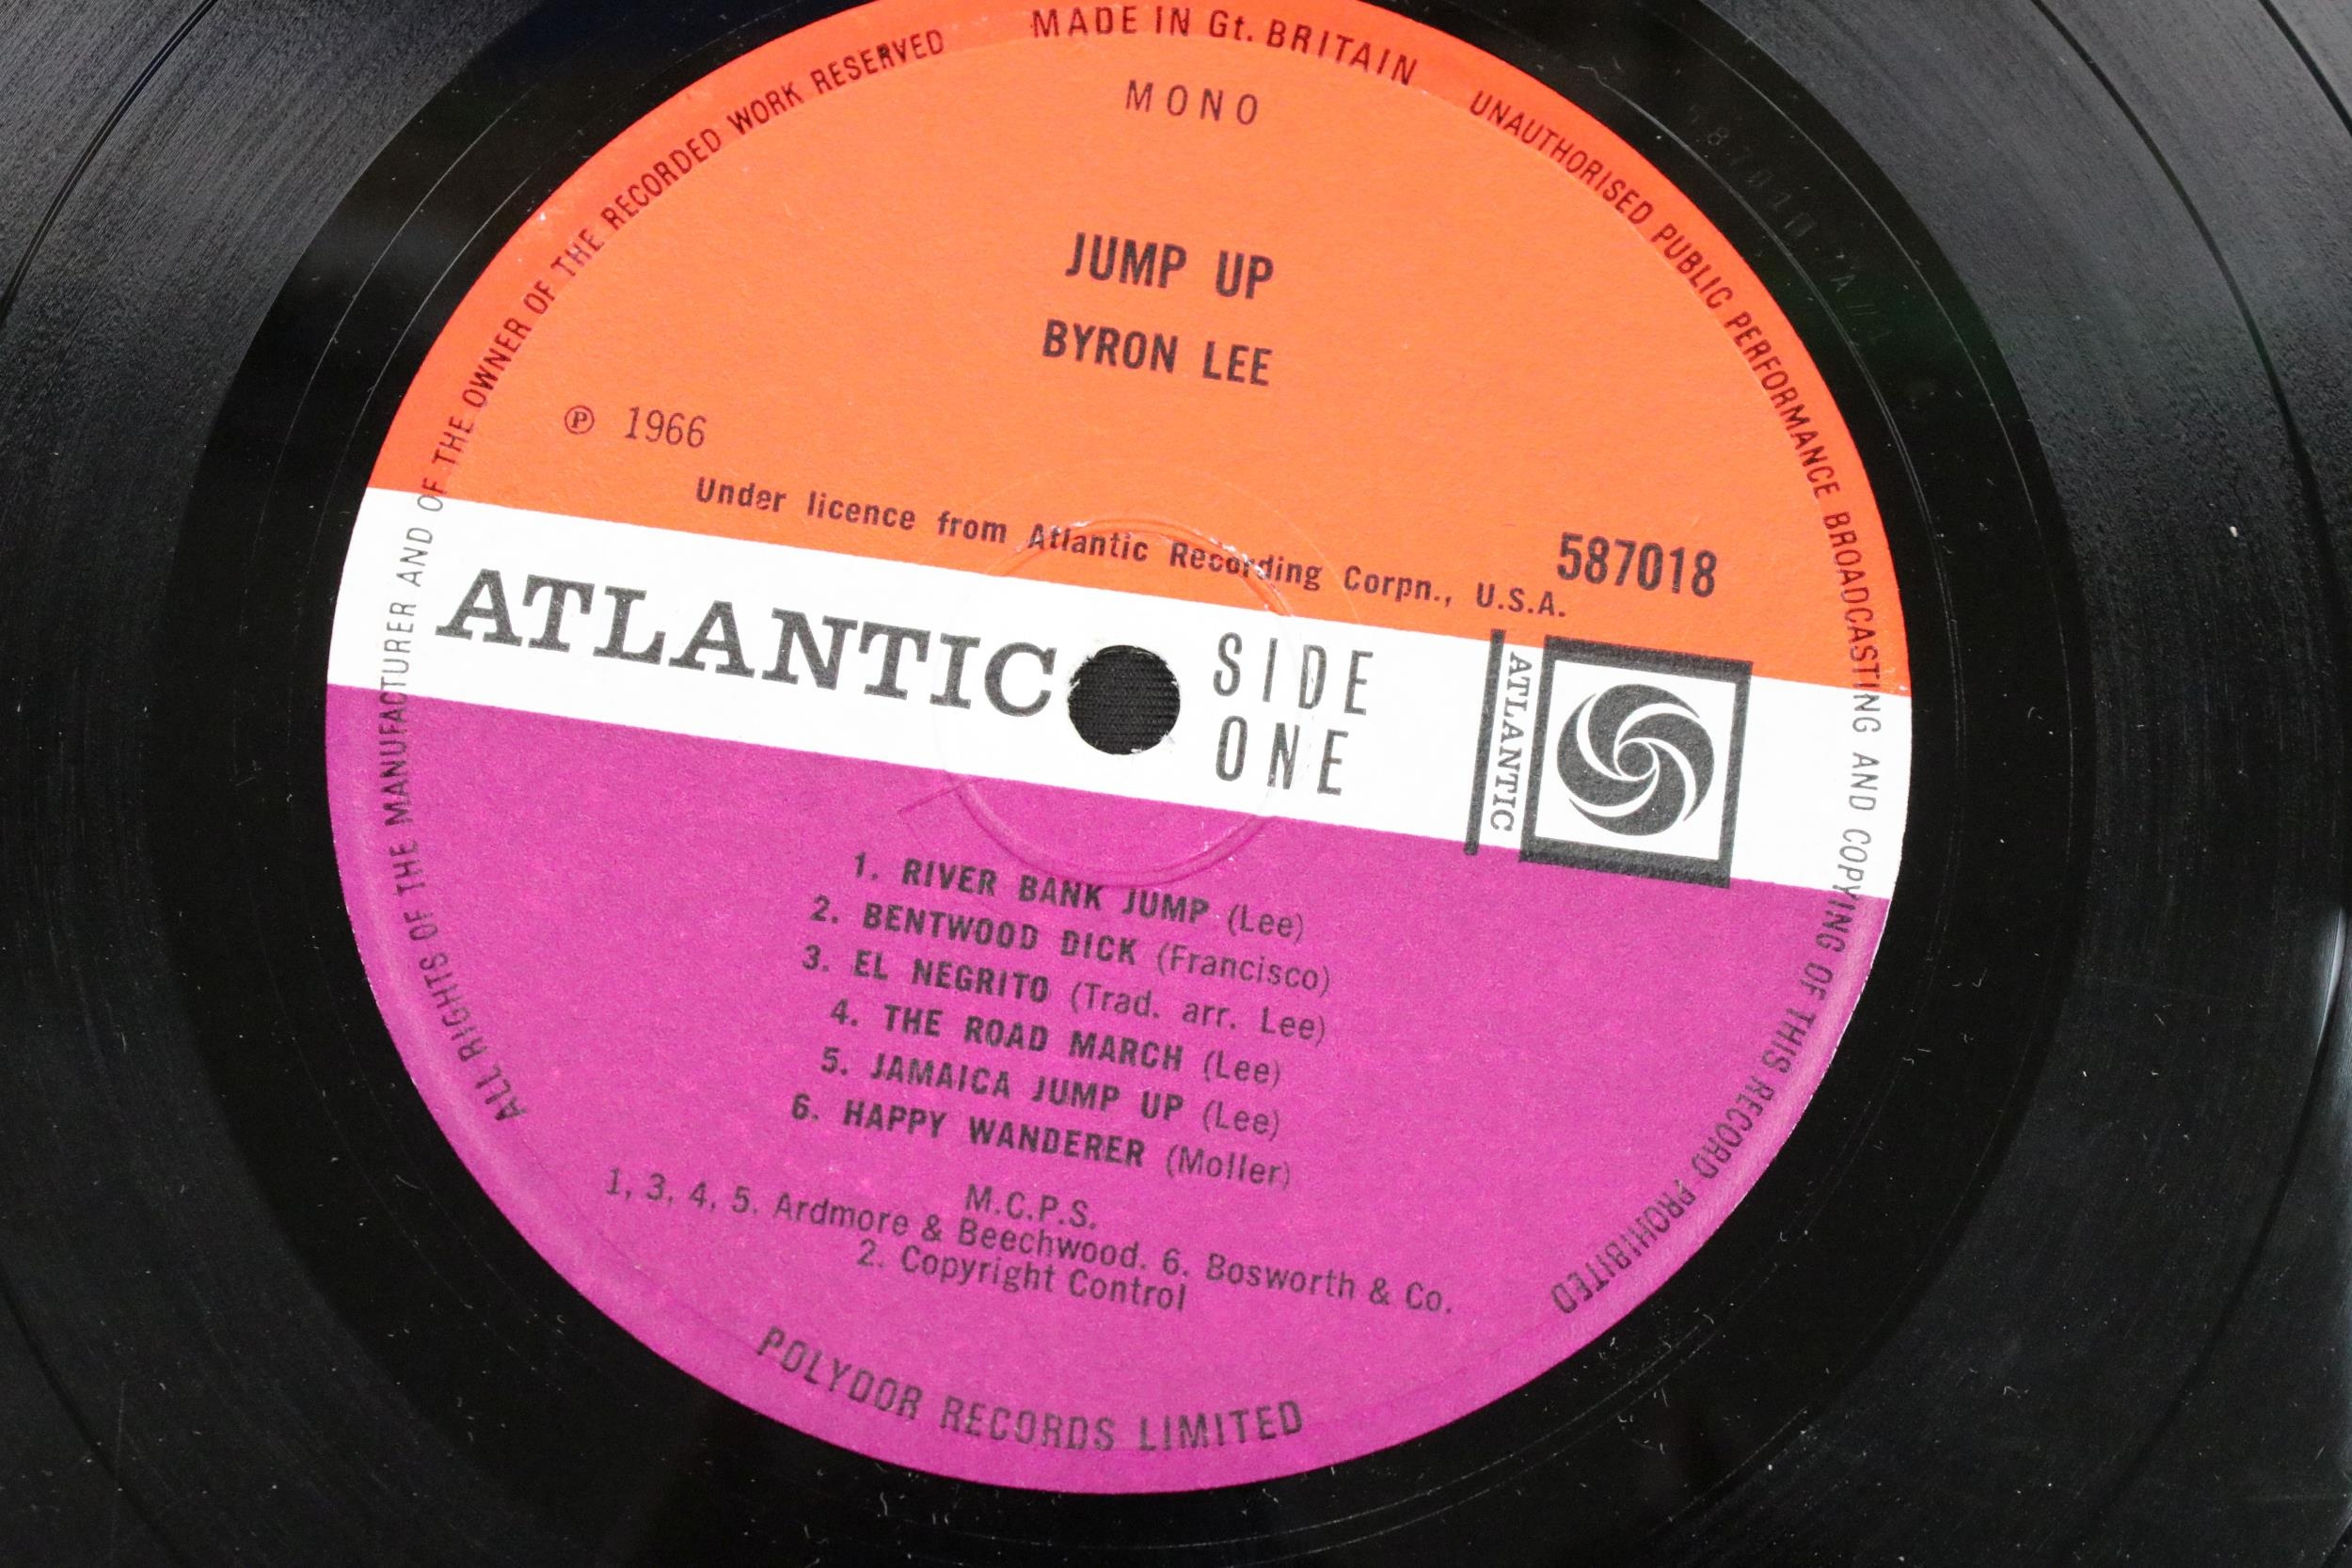 MADE IN Gt. BRITAIN
ALL RIGHTS OF THE MANUFACTURER AND OF THE OWNER OF THE RECORDED WORK RESERVED
UNAUTHORISED PUBLIC PERFORMANCE BROADCASTING AND COPYING OF THIS RECORD PROHIBITED
MONO
JUMP UP
BYRON LEE
℗ 1966
Under licence from Atlantic Recording Corpn., U.S.A.
587018
ATLANTIC
SIDE
ONE
ATLANTIC
1. RIVER BANK JUMP (Lee)
2. BENTWOOD DICK (Francisco)
3. EL NEGRITO (Trad. arr. Lee)
4. THE ROAD MARCH (Lee)
5. JAMAICA JUMP UP (Lee)
6. HAPPY WANDERER (Moller)
M.C.P.S.
1, 3, 4, 5. Ardmore & Beechwood. 6. Bosworth & Co.
2. Copyright Control
POLYDOR RECORDS LIMITED